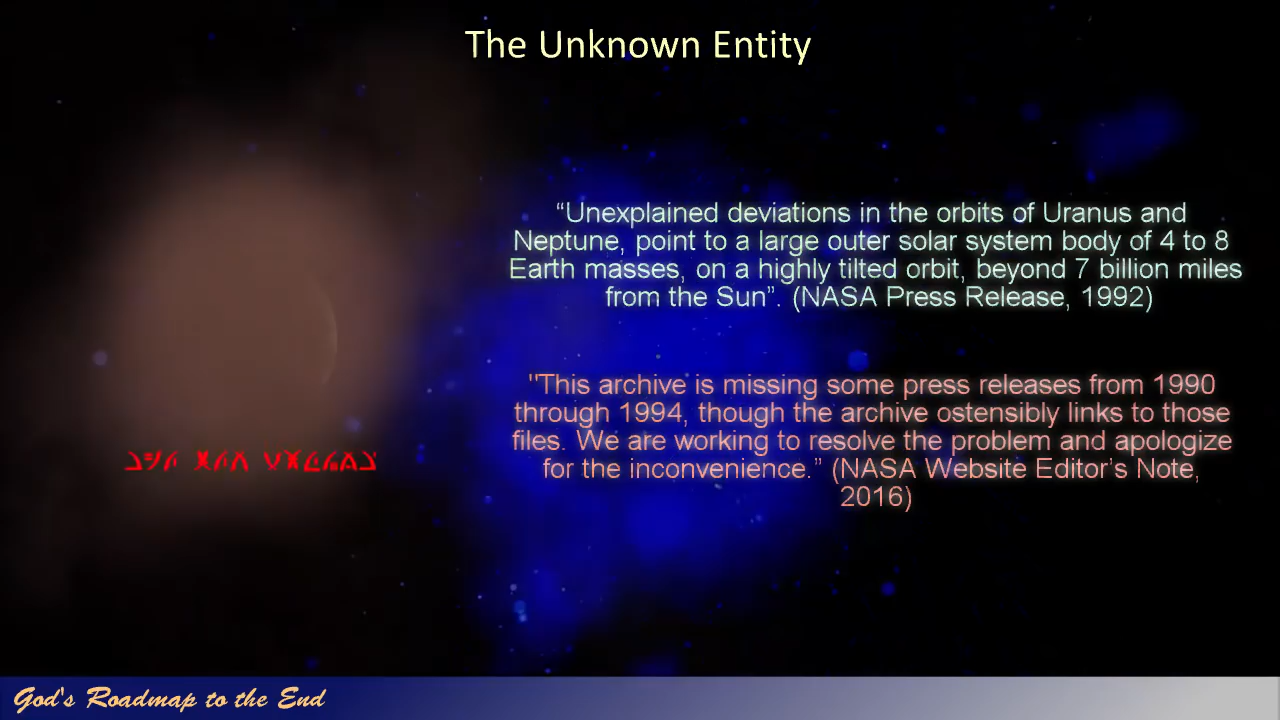 The Unknown Entity
“Unexplained deviations in the orbits of Uranus and
Neptune, point to a large outer solar system body of 4 to 8
Earth masses, on a highly tilted orbit, beyond 7 billion miles
from the Sun”. (NASA Press Release, 1992)
"This archive is missing some press releases from 1990
through 1994, though the archive ostensibly links to those
files. We are working to resolve the problem and apologize
for the inconvenience.” (NASA Website Editor’s Note,
2016)
God's Roadmap to the End